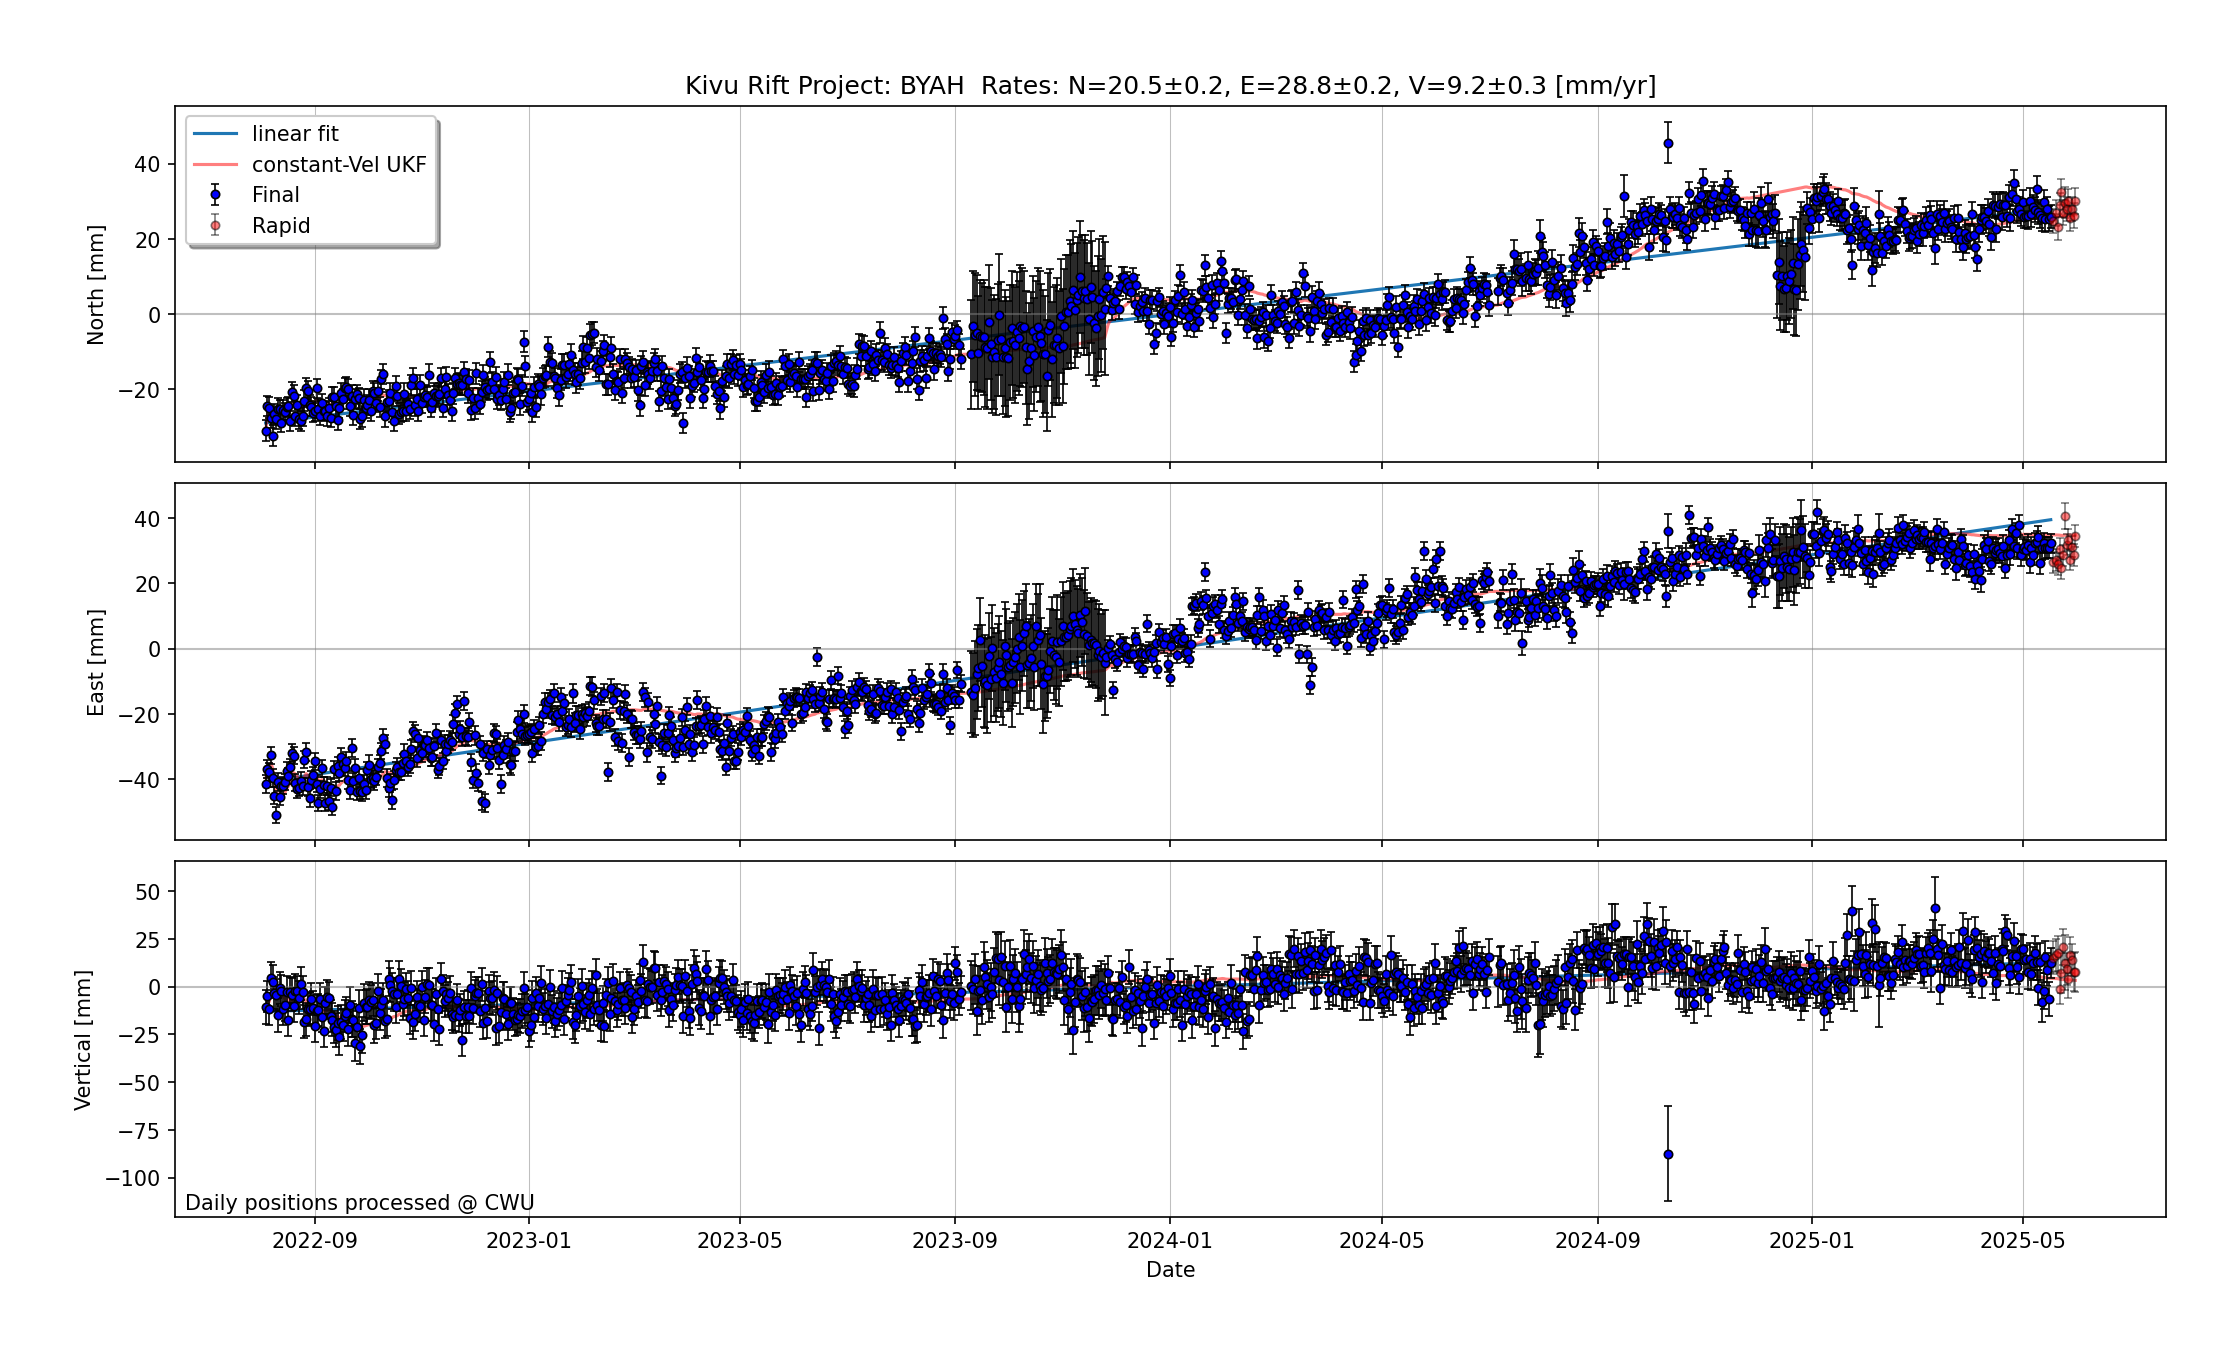 Kivu Rift Project: BYAH  Rates: N=20.5±0.2, E=28.8±0.2, V=9.2±0.3 [mm/yr]
linear fit
constant-Vel UKF
Final
Rapid
North [mm]
40
20
0
−20
East [mm]
40
20
0
−20
−40
Vertical [mm]
50
25
0
−25
−50
−75
−100
Daily positions processed @ CWU
2022-09 2023-01 2023-05 2023-09 2024-01 2024-05 2024-09 2025-01 2025-05
Date